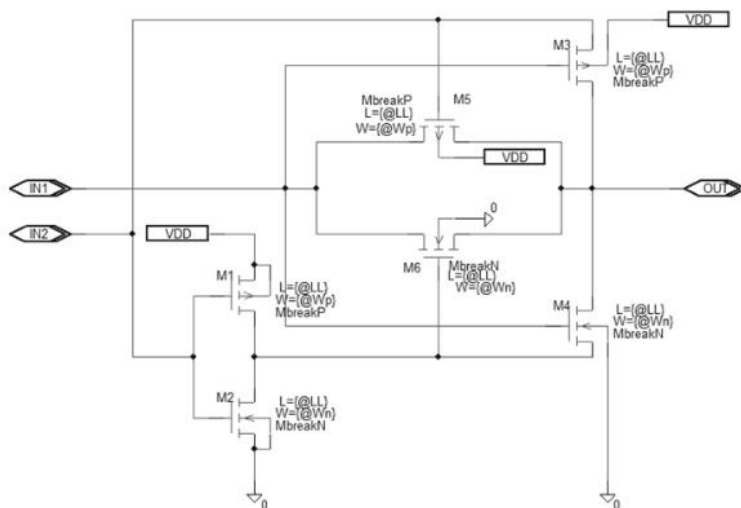 VDD
M3
L={@LL}
W={@Wp}
MbreakP
MbreakP
M5
L={@LL}
W={@Wp}
VDD
IN1
OUT
0
IN2
VDD
M6
MbreakN
L={@LL}
W={@Wn}
M1
L={@LL}
W={@Wp}
MbreakP
M4
L={@LL}
W={@Wn}
MbreakN
M2
L={@LL}
W={@Wn}
MbreakN
0
0